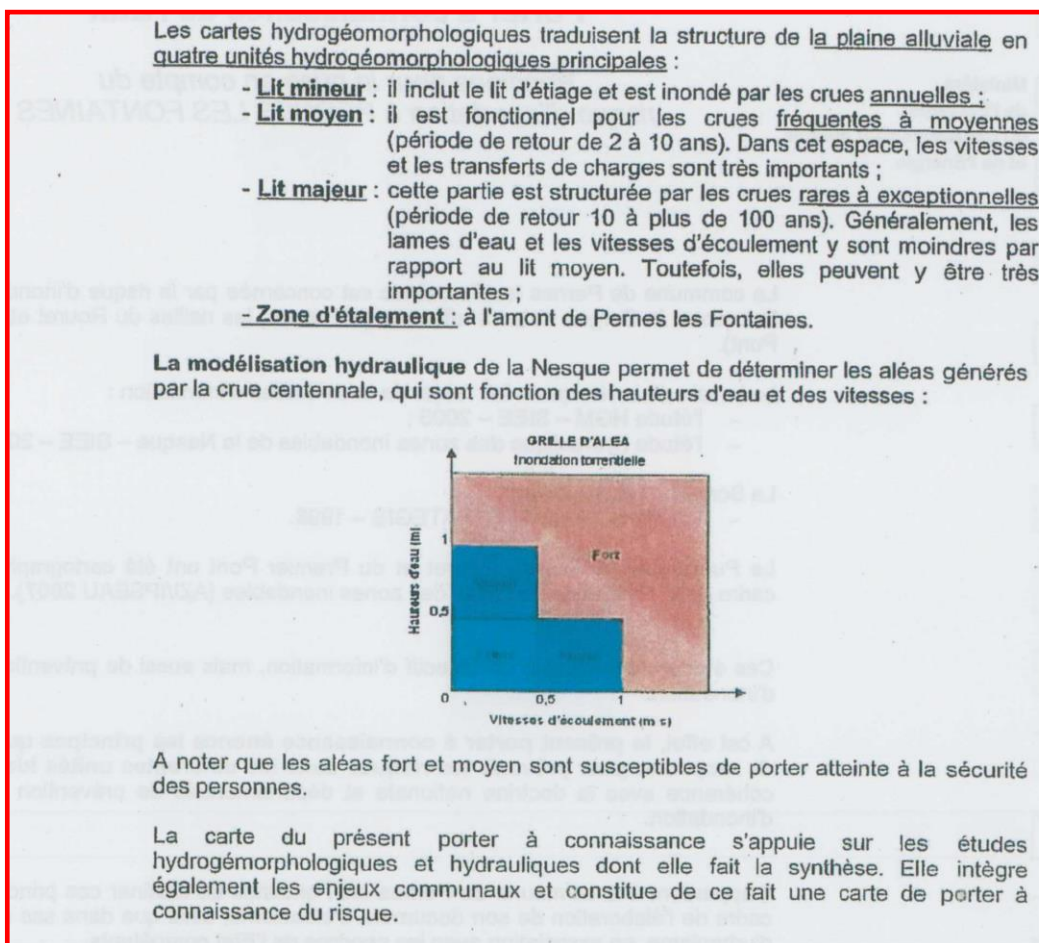 Les cartes hydrogéomorphologiques traduisent la structure de la plaine alluviale en
quatre unités hydrogéomorphologiques principales :
- Lit mineur : il inclut le lit d'étiage et est inondé par les crues annuelles ;
- Lit moyen : il est fonctionnel pour les crues fréquentes à moyennes
(période de retour de 2 à 10 ans). Dans cet espace, les vitesses
et les transferts de charges sont très importants ;
- Lit majeur : cette partie est structurée par les crues rares à exceptionnelles
(période de retour 10 à plus de 100 ans). Généralement, les
lames d'eau et les vitesses d'écoulement y sont moindres par
rapport au lit moyen. Toutefois, elles peuvent y être très
importantes ;
- Zone d'étalement : à l'amont de Pernes les Fontaines.
La modélisation hydraulique de la Nesque permet de déterminer les aléas générés
par la crue centennale, qui sont fonction des hauteurs d'eau et des vitesses :
GRILLE D'ALEA
Inondation torrentielle
Hauteurs d'eau (m)
1
Fort
0,5
0
0,5
1
Vitesses d'écoulement (m s)
A noter que les aléas fort et moyen sont susceptibles de porter atteinte à la sécurité
des personnes.
La carte du présent porter à connaissance s'appuie sur les études
hydrogémorphologiques et hydrauliques dont elle fait la synthèse. Elle intègre
également les enjeux communaux et constitue de ce fait une carte de porter à
connaissance du risque.